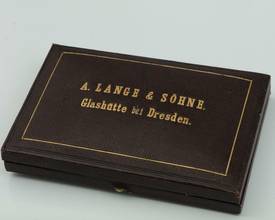 A. LANGE & SÖHNE.
Glashütte bei Dresden.